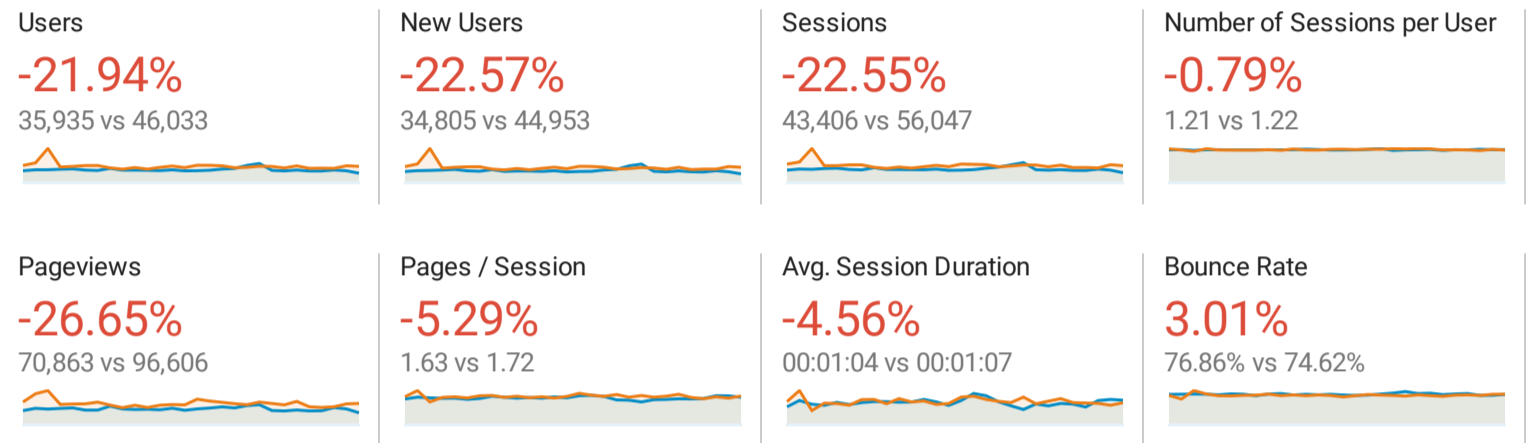 Users
-21.94%
35,935 vs 46,033
New Users
-22.57%
34,805 vs 44,953
Sessions
-22.55%
43,406 vs 56,047
Number of Sessions per User
-0.79%
1.21 vs 1.22
Pageviews
-26.65%
70,863 vs 96,606
Pages / Session
-5.29%
1.63 vs 1.72
Avg. Session Duration
-4.56%
00:01:04 vs 00:01:07
Bounce Rate
3.01%
76.86% vs 74.62%